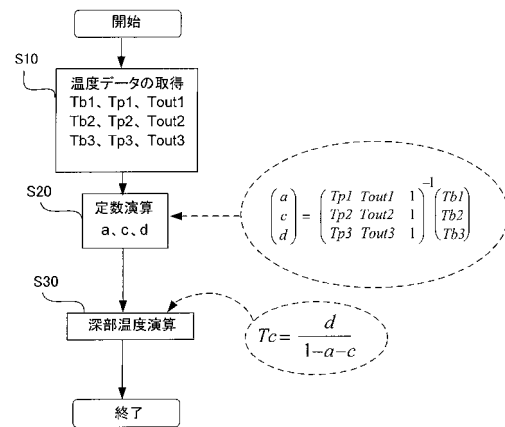 開始
S10
温度データの取得
Tb1、Tp1、Tout1
Tb2、Tp2、Tout2
Tb3、Tp3、Tout3
S20
定数演算
a、c、d
(a c d) = (Tp1 Tout1 1 Tp2 Tout2 1 Tp3 Tout3 1)^-1 (Tb1 Tb2 Tb3)
S30
深部温度演算
Tc = d / 1-a-c
終了